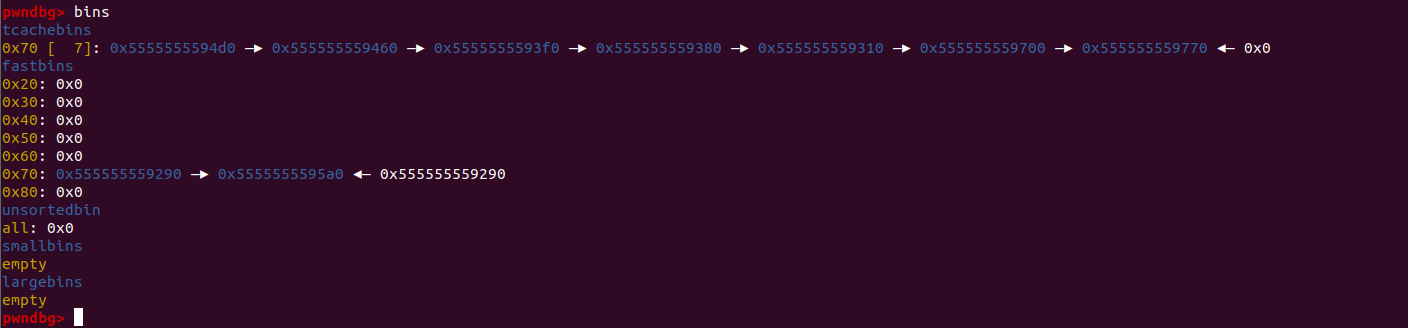 pwndbg> bins
tcachebins
0x70 [  7]: 0x5555555594d0 —▸ 0x555555559460 —▸ 0x5555555593f0 —▸ 0x555555559380 —▸ 0x555555559310 —▸ 0x555555559700 —▸ 0x555555559770 ◂— 0x0
fastbins
0x20: 0x0
0x30: 0x0
0x40: 0x0
0x50: 0x0
0x60: 0x0
0x70: 0x555555559290 —▸ 0x5555555595a0 ◂— 0x555555559290
0x80: 0x0
unsortedbin
all: 0x0
smallbins
empty
largebins
empty
pwndbg>